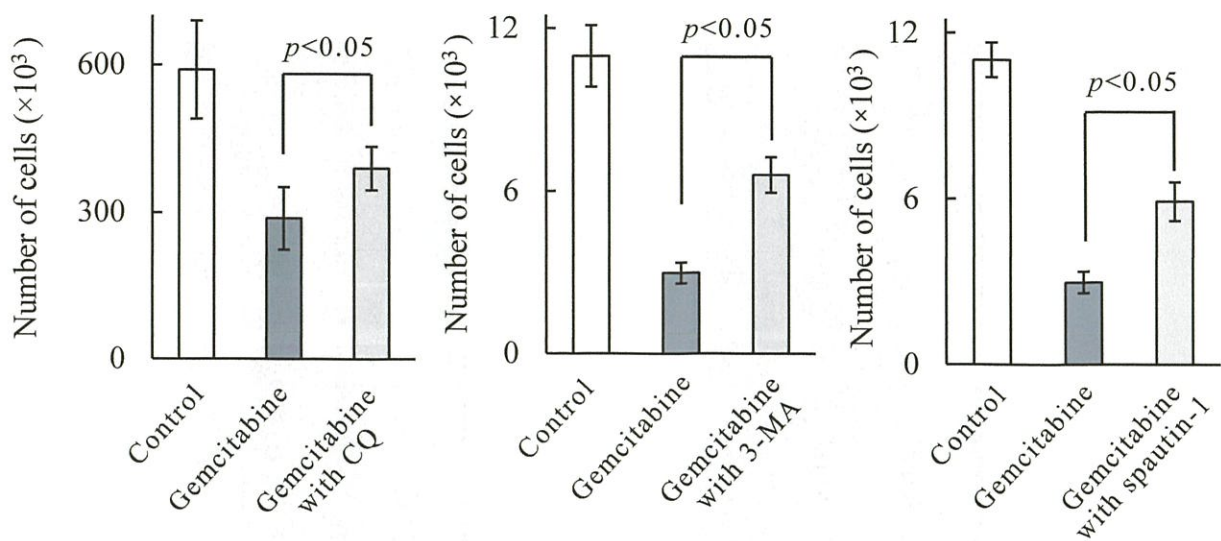 Number of cells (×10³)
600
300
0
p<0.05
Control
Gemcitabine
Gemcitabine
with CQ
Number of cells (×10³)
12
6
0
p<0.05
Control
Gemcitabine
Gemcitabine
with 3-MA
Number of cells (×10³)
12
6
0
p<0.05
Control
Gemcitabine
Gemcitabine
with spautin-1